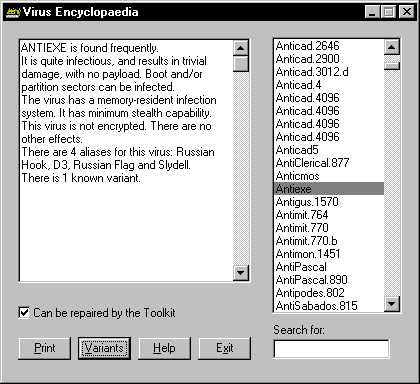 Virus Encyclopaedia
ANTIEXE is found frequently.
It is quite infectious, and results in trivial
damage, with no payload. Boot and/or
partition sectors can be infected.
The virus has a memory-resident infection
system. It has minimum stealth capability.
This virus is not encrypted. There are no
other effects.
There are 4 aliases for this virus: Russian
Hook, D3, Russian Flag and Slydell.
There is 1 known variant.
Anticad.2646
Anticad.2900
Anticad.3012.d
Anticad.4
Anticad.4096
Anticad.4096
Anticad.4096
Anticad5
AntiClerical.877
Anticmos
Antiexe
Antigus.1570
Antimit.764
Antimit.770
Antimit.770.b
Antimon.1451
AntiPascal
AntiPascal.890
Antipodes.802
AntiSabados.815
Can be repaired by the Toolkit
Search for:
Print
Variants
Help
Exit